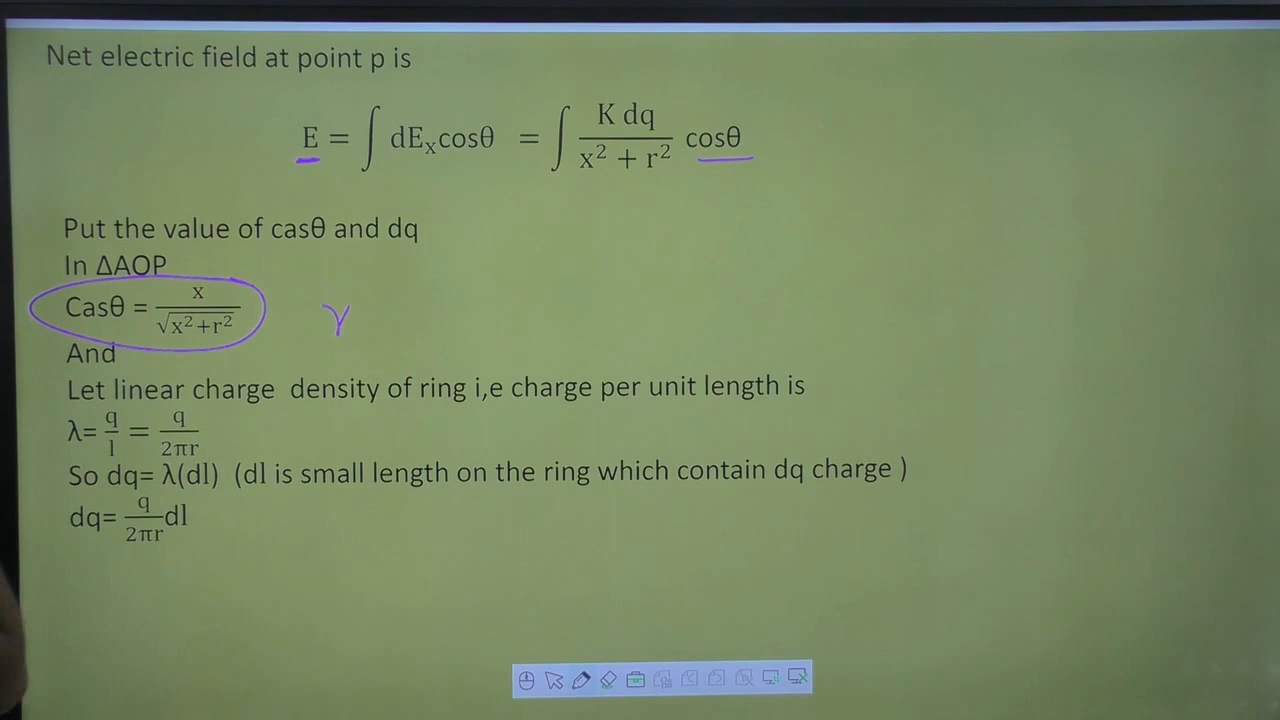 Net electric field at point p is
E = ∫ dEₓcosθ = ∫ K dq / x² + r² cosθ
Put the value of casθ and dq
In ΔAOP
Casθ = x / √x²+r²
γ
And
Let linear charge density of ring i,e charge per unit length is
λ= q/l = q/2πr
So dq= λ(dl) (dl is small length on the ring which contain dq charge )
dq= q/2πr dl